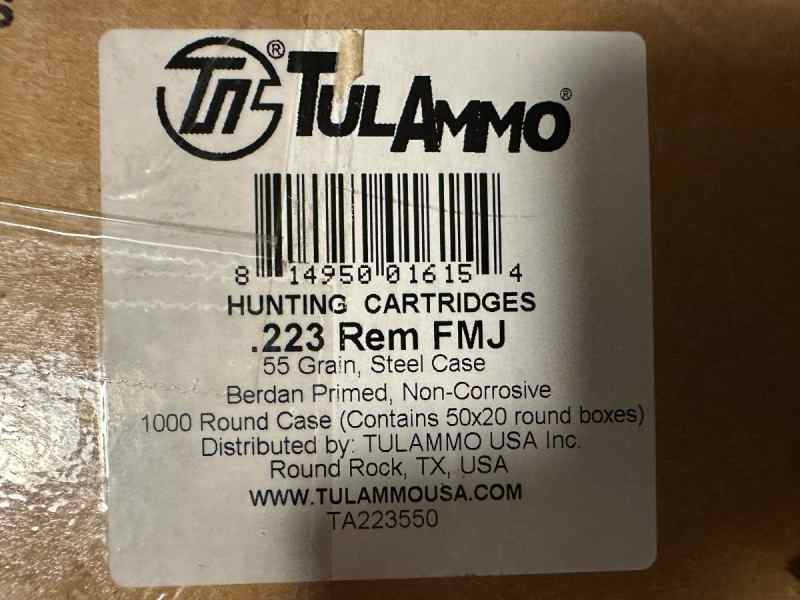 TULAMMO®
8 14950 01615 4
HUNTING CARTRIDGES
.223 Rem FMJ
55 Grain, Steel Case
Berdan Primed, Non-Corrosive
1000 Round Case (Contains 50x20 round boxes)
Distributed by: TULAMMO USA Inc.
Round Rock, TX, USA
WWW.TULAMMOUSA.COM
TA223550